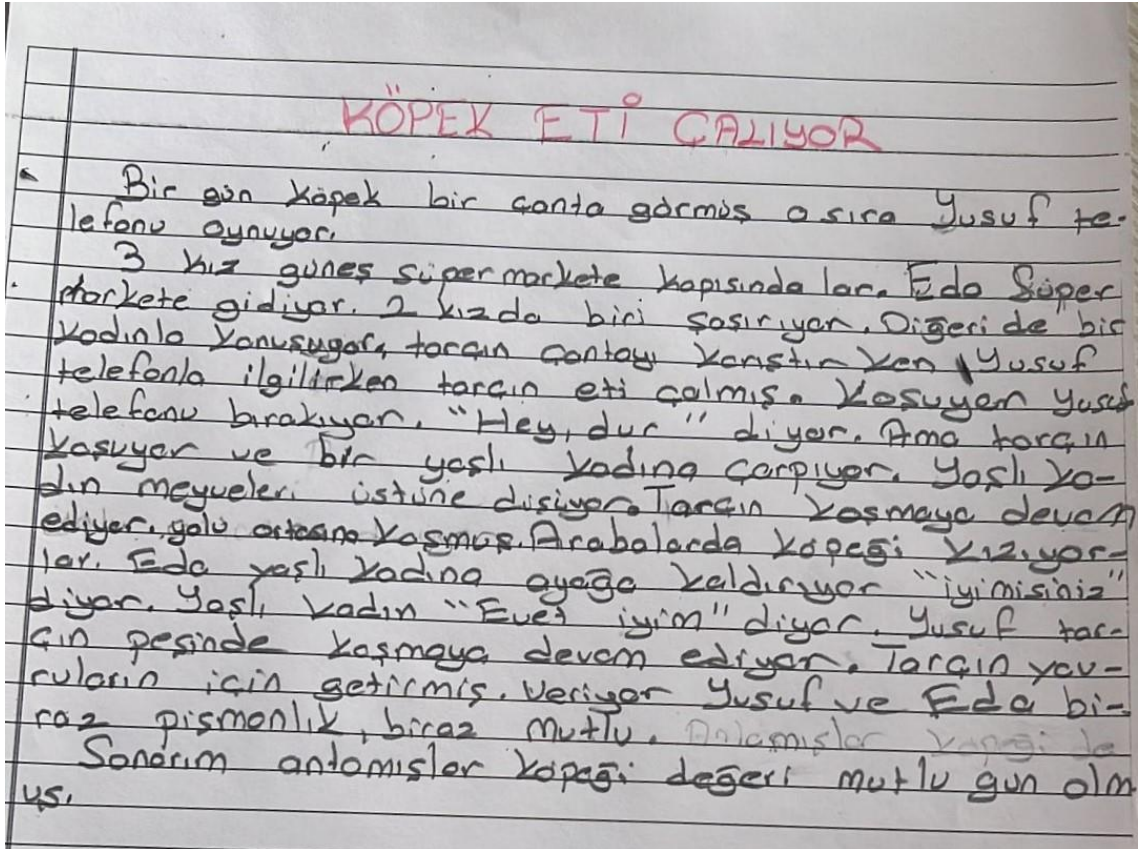 KÖPEK ETİ ÇALIYOR
Bir gün köpek bir çanta görmüş o sıra Yusuf te-
lefonu oynuyor.
3 kız güneş süpermarkete kapısında lar. Eda Süper
Markete gidiyor. 2 kızda biri şaşırıyor. Diğeri de bir
kadınla konuşuyor, tarçın çantayı karıştırken Yusuf
telefonla ilgilirken tarçın eti çalmış. Koşuyor Yusuf
telefonu bırakıyor. "Hey, dur" diyor. Ama tarçın
koşuyor ve bir yaşlı kadına çarpıyor. Yaşlı ka-
dın meyveleri üstüne düşüyor. Tarçın koşmaya devam
ediyor. yolu ortasına koşmuş. Arabalarda köpeği kızıyor-
lar. Eda yaşlı kadına ayağa kaldırıyor "iyimisiniz"
diyor. Yaşlı kadın "Evet iyim" diyor. Yusuf tar-
çın peşinde koşmaya devam ediyor. Tarçın yav-
ruların için getirmiş. veriyor Yusuf ve Eda bi-
raz pişmanlık, biraz mutlu. Anlamışlar köpeği de
Sonarım antomışlar köpeği değeri mutlu gün olm
uş.